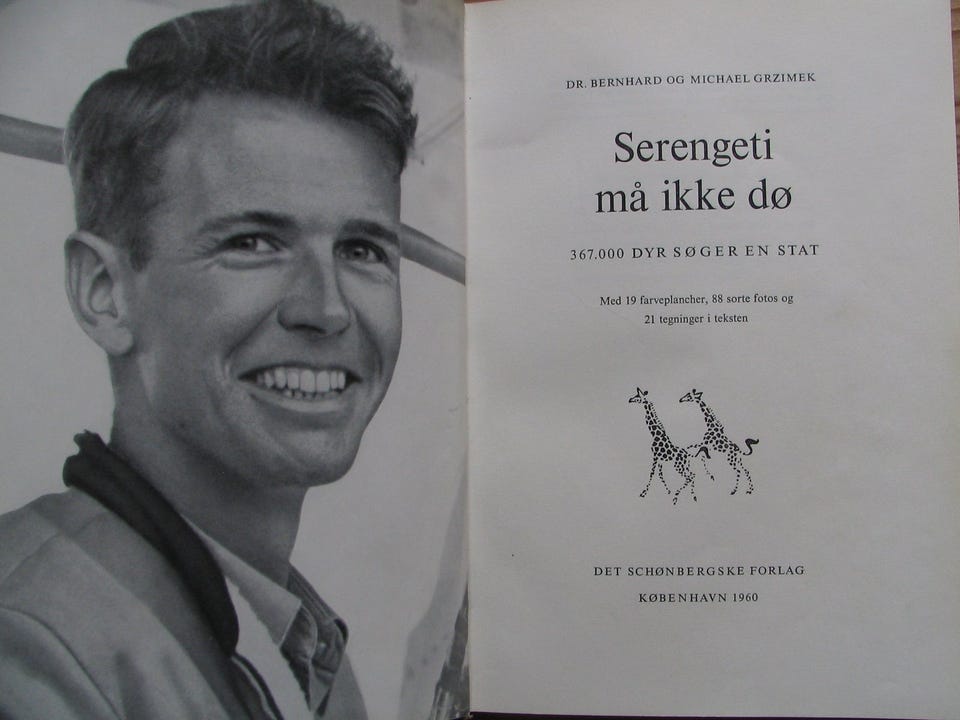 DR. BERNHARD OG MICHAEL GRZIMEK
Serengeti
må ikke dø
367.000 DYR SØGER EN STAT
Med 19 farveplancher, 88 sorte fotos og
21 tegninger i teksten
DET SCHØNBERGSKE FORLAG
KØBENHAVN 1960